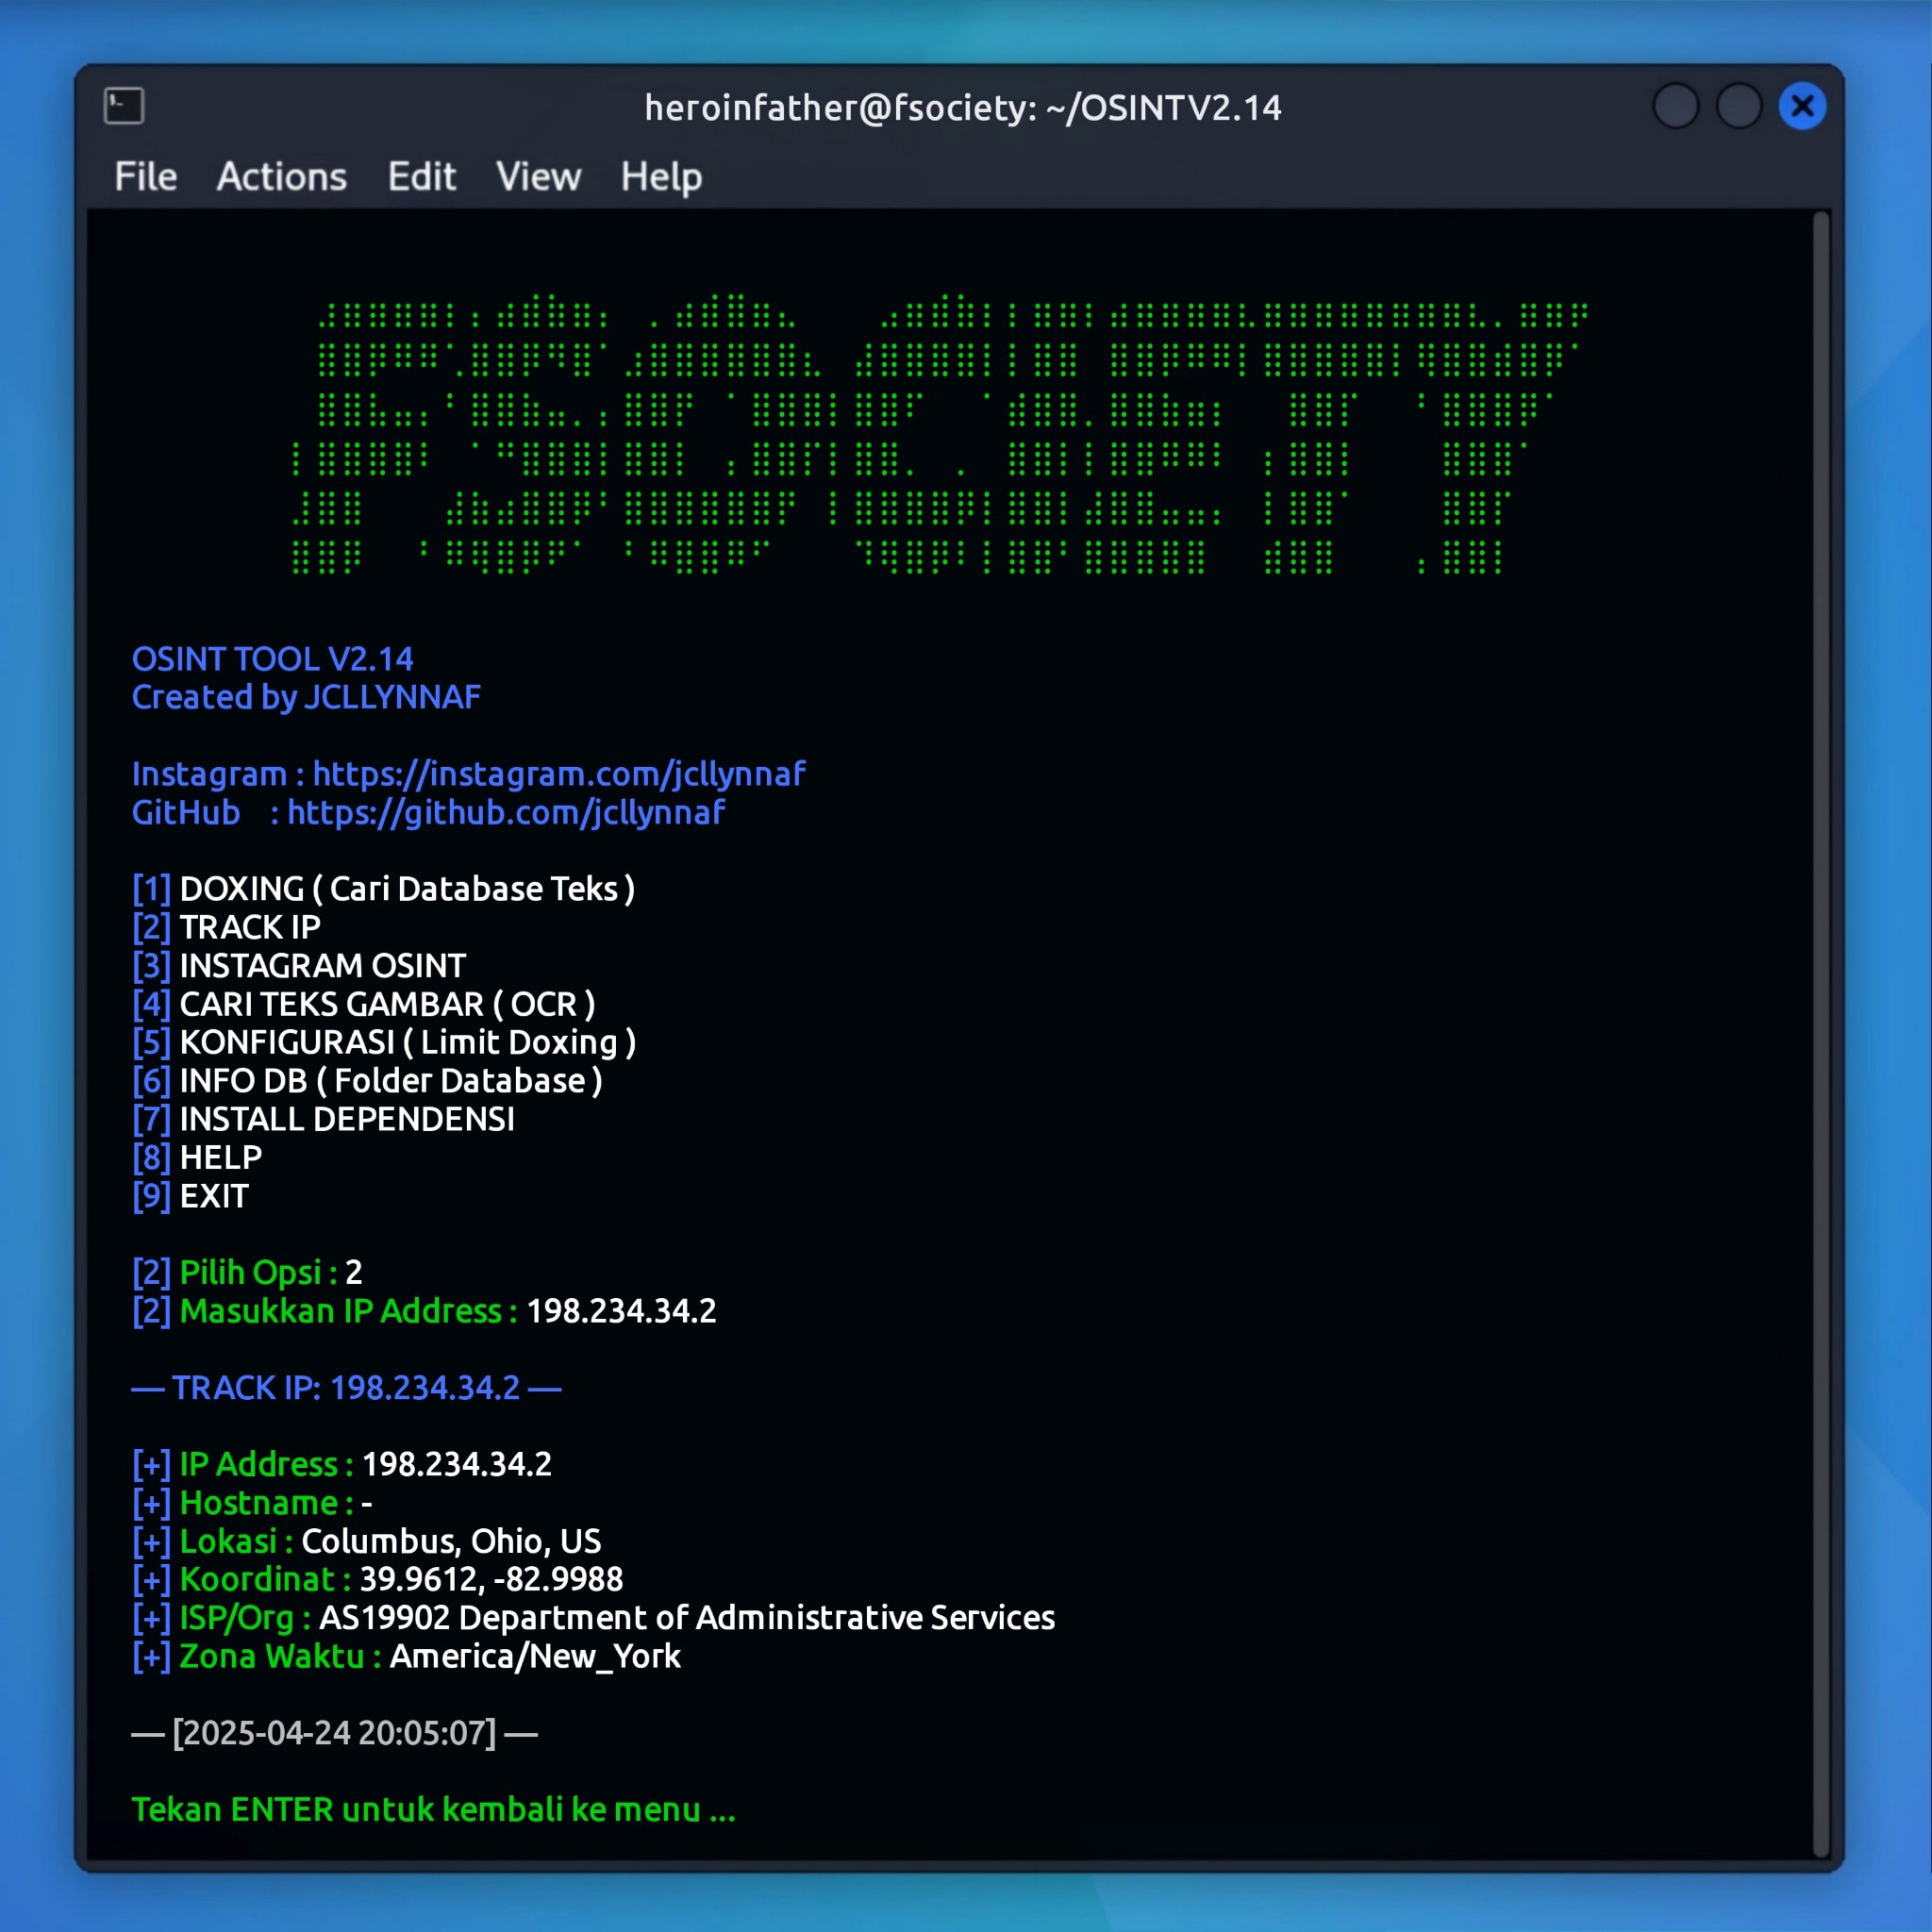 heroinfather@fsociety: ~/OSINTV2.14
File Actions Edit View Help
FSOCIETY
OSINT TOOL V2.14
Created by JCLLYNNAF
Instagram : https://instagram.com/jcllynnaf
GitHub : https://github.com/jcllynnaf
[1] DOXING ( Cari Database Teks )
[2] TRACK IP
[3] INSTAGRAM OSINT
[4] CARI TEKS GAMBAR ( OCR )
[5] KONFIGURASI ( Limit Doxing )
[6] INFO DB ( Folder Database )
[7] INSTALL DEPENDENSI
[8] HELP
[9] EXIT
[2] Pilih Opsi : 2
[2] Masukkan IP Address : 198.234.34.2
— TRACK IP: 198.234.34.2 —
[+] IP Address : 198.234.34.2
[+] Hostname : -
[+] Lokasi : Columbus, Ohio, US
[+] Koordinat : 39.9612, -82.9988
[+] ISP/Org : AS19902 Department of Administrative Services
[+] Zona Waktu : America/New_York
— [2025-04-24 20:05:07] —
Tekan ENTER untuk kembali ke menu ...